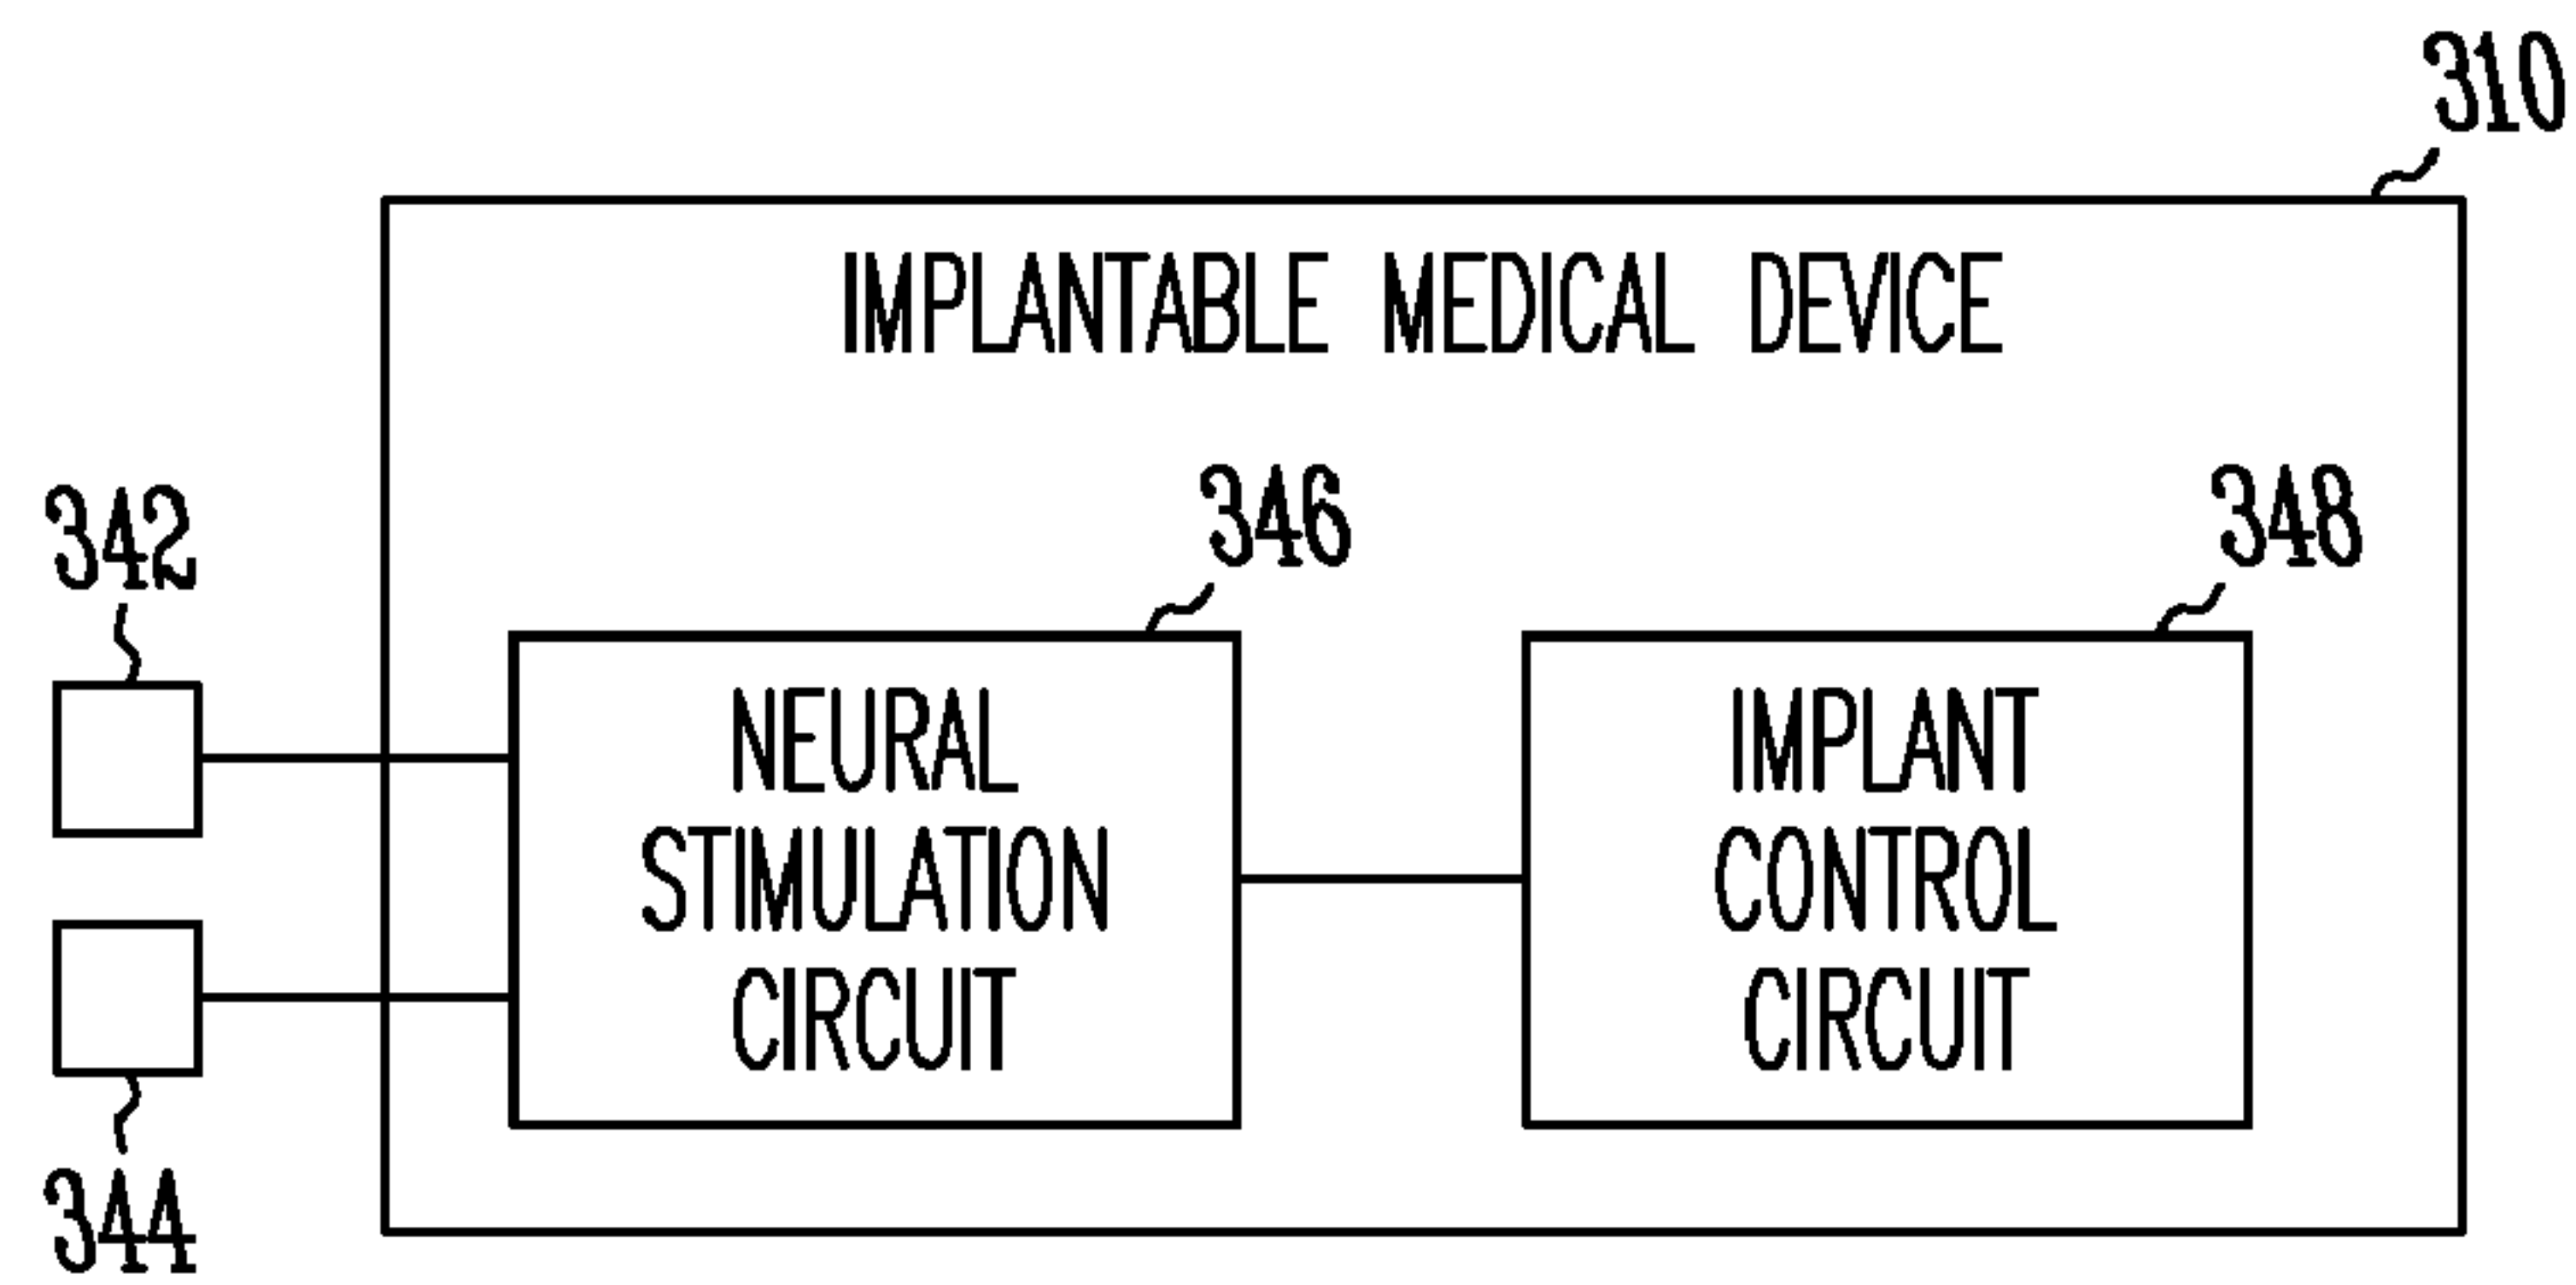 310
IMPLANTABLE MEDICAL DEVICE
342
346
348
NEURAL
STIMULATION
CIRCUIT
IMPLANT
CONTROL
CIRCUIT
344